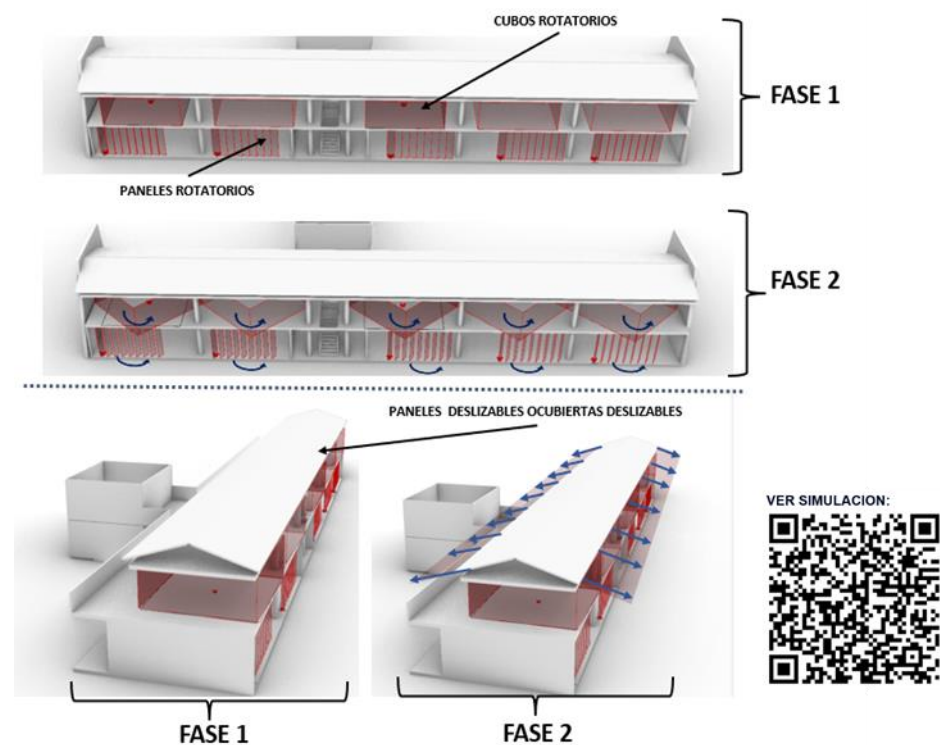 CUBOS ROTATORIOS
FASE 1
PANELES ROTATORIOS
FASE 2
PANELES DESLIZABLES OCUBIERTAS DESLIZABLES
VER SIMULACION:
FASE 1
FASE 2